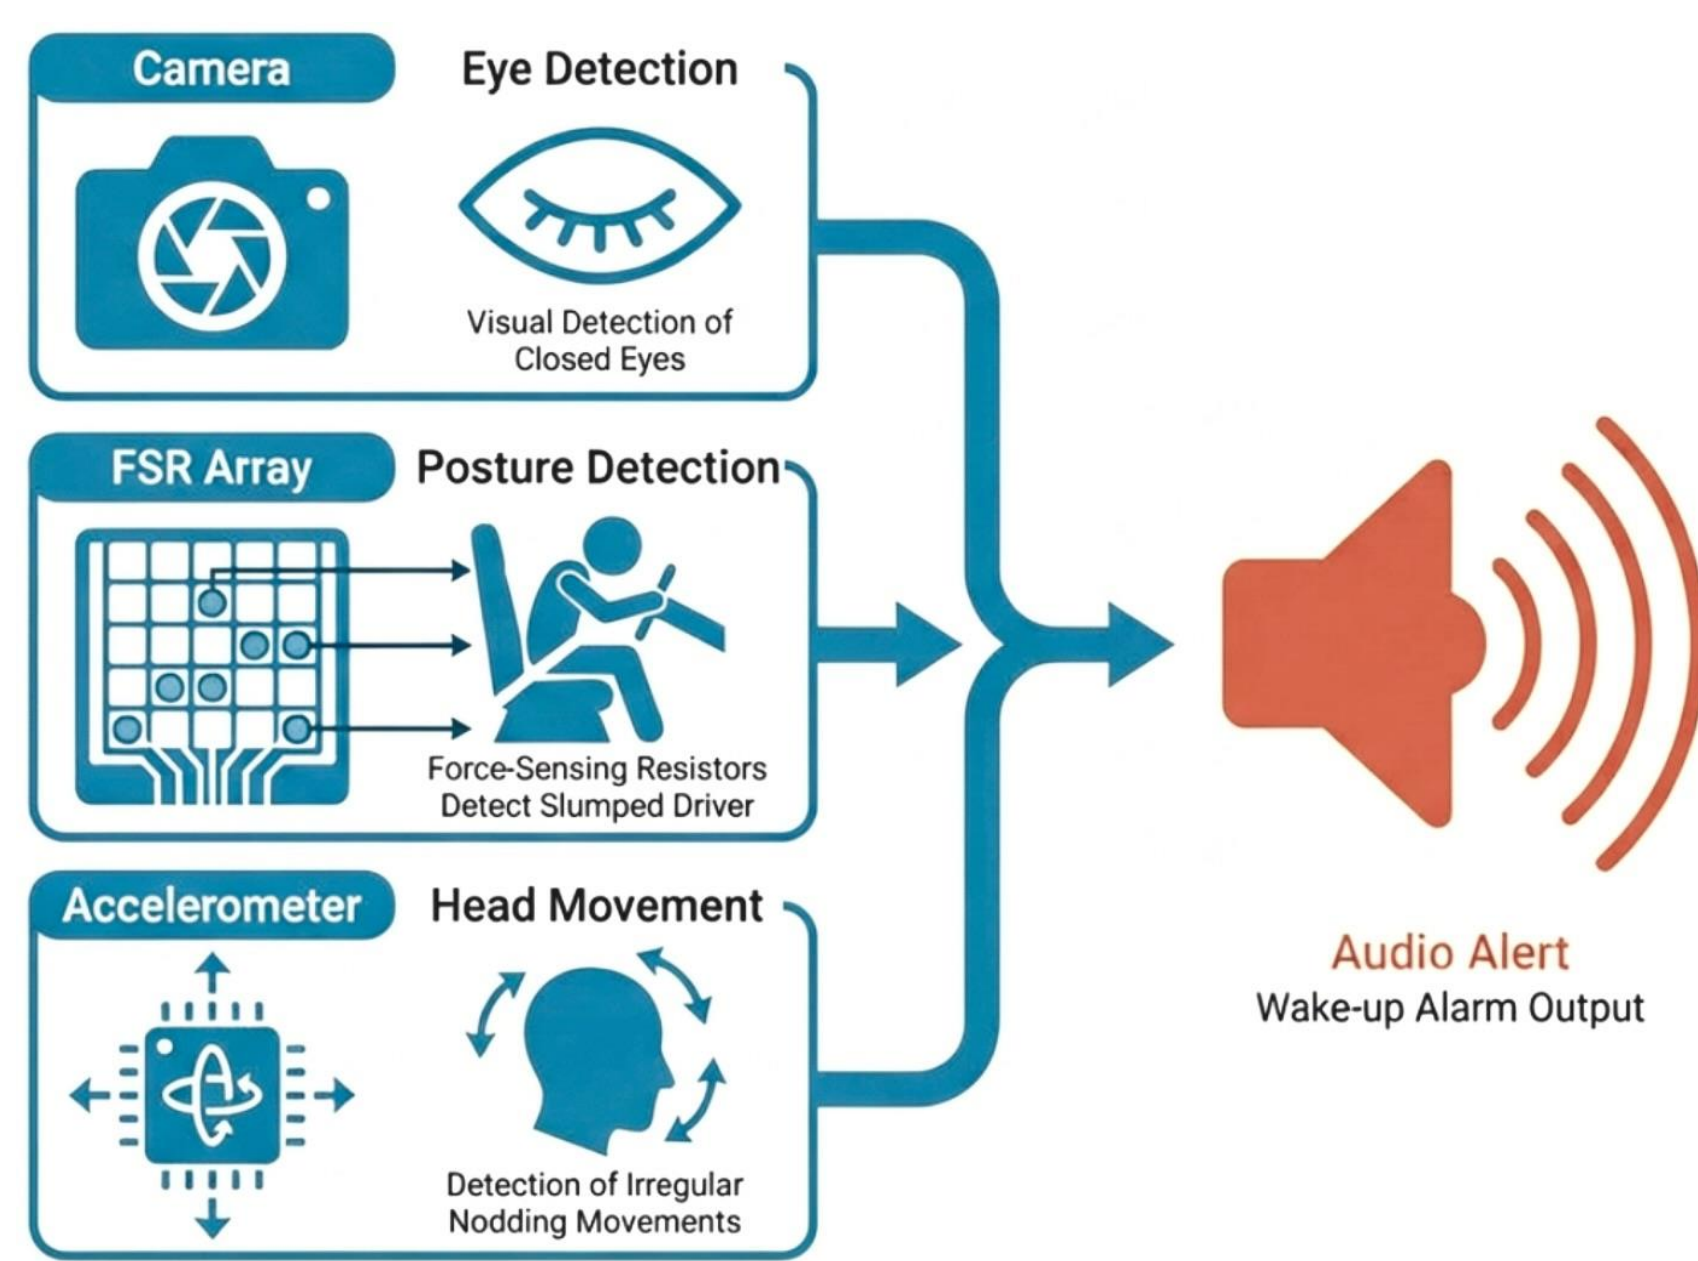 Camera
Eye Detection
Visual Detection of
Closed Eyes
FSR Array
Posture Detection
Force-Sensing Resistors
Detect Slumped Driver
Accelerometer
Head Movement
Detection of Irregular
Nodding Movements
Audio Alert
Wake-up Alarm Output